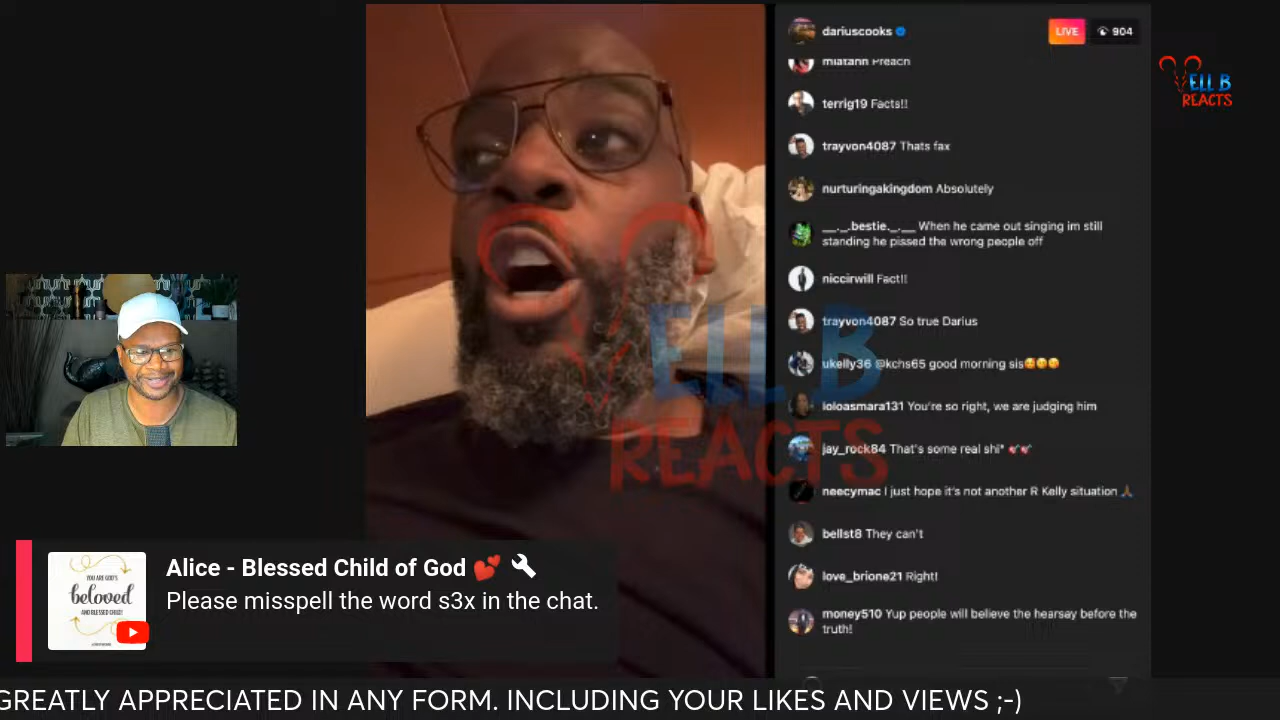 dariuscooks
LIVE
904
miatann Preach
terrig19 Facts!!
trayvon4087 Thats fax
nurturingakingdom Absolutely
__._.bestie._.__ When he came out singing im still
standing he pissed the wrong people off
niccirwill Fact!!
trayvon4087 So true Darius
ukelly36 @kchs65 good morning sis🥰😋😋
loloasmara131 You're so right, we are judging him
jay_rock84 That's some real shi*
neecymac I just hope it's not another R Kelly situation 🙏🏾
bellst8 They can't
love_brione21 Right!
money510 Yup people will believe the hearsay before the
truth!
ELL B
REACTS
ELL B
REACTS
YOU ARE GOD'S
beloved
AND BLESSED CHILD!
Alice - Blessed Child of God 💕 🔧
Please misspell the word s3x in the chat.
GREATLY APPRECIATED IN ANY FORM. INCLUDING YOUR LIKES AND VIEWS ;-)